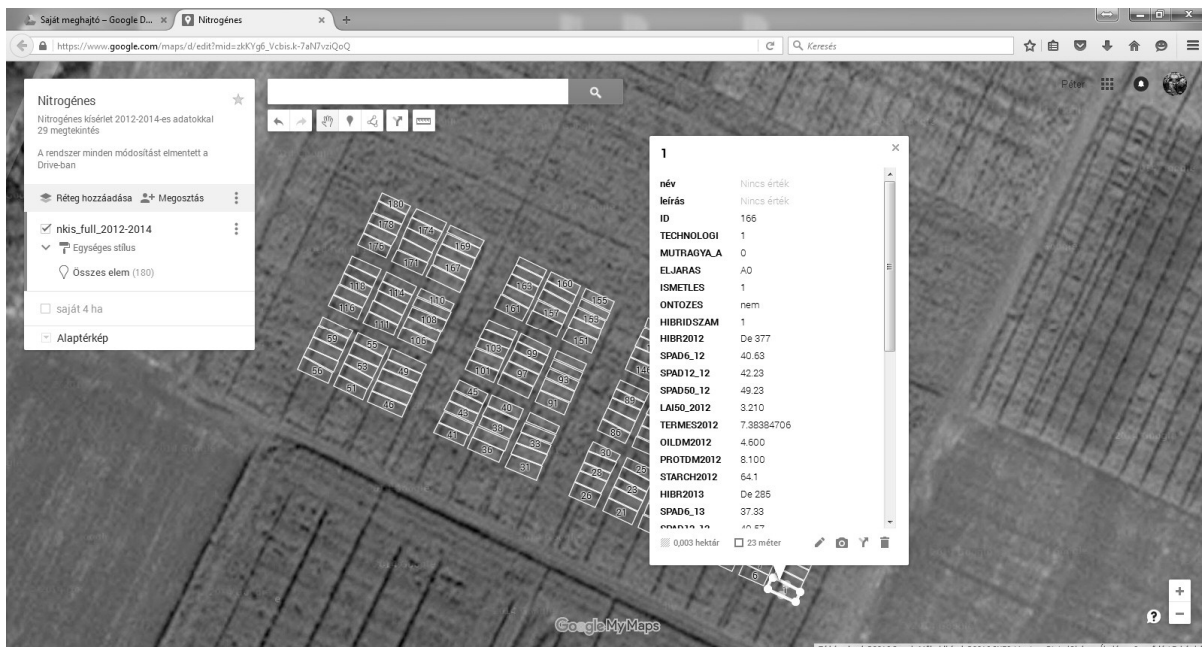 Saját meghajtó – Google D...
Nitrogénes
https://www.google.com/maps/d/edit?mid=zkKYg6_Vcbis.k-7aN7vziQoQ
Keresés
Péter
Nitrogénes
Nitrogénes kísérlet 2012-2014-es adatokkal
29 megtekintés
A rendszer minden módosítást elmentett a
Drive-ban
Réteg hozzáadása Megosztás
nkis_full_2012-2014
Egységes stílus
Összes elem (180)
saját 4 ha
Alaptérkép
1
név Nincs érték
leírás Nincs érték
ID 166
TECHNOLOGI 1
MUTRAGYA_A 0
ELJARAS A0
ISMETLES 1
ONTOZES nem
HIBRIDSZAM 1
HIBR2012 De 377
SPAD6_12 40.63
SPAD12_12 42.23
SPAD50_12 49.23
LAI50_2012 3.210
TERMES2012 7.38384706
OILDM2012 4.600
PROTDM2012 8.100
STARCH2012 64.1
HIBR2013 De 285
SPAD6_13 37.33
0,003 hektár 23 méter
180
178 174
176 169
171 167
118 114 110
116 108
111 106
59 55
56 53 49
51 46
163 160 155
161 157 153
151
103 99
101 97 93
91
45 40
43 38
41 36 33
31
89
86
30
28 25
26 23
21
6
Google My Maps